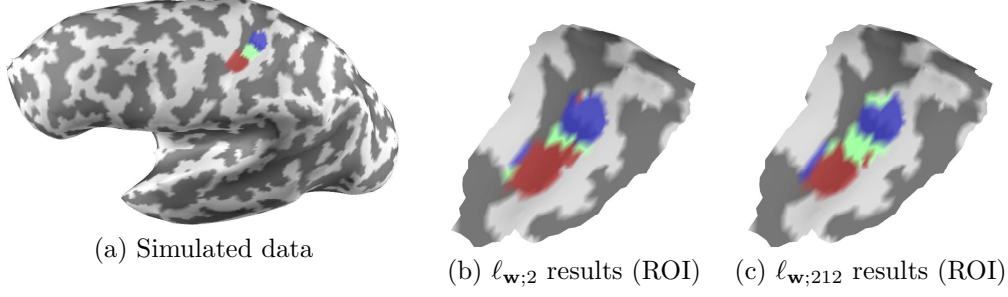 (a) Simulated data
(b) ℓ_{w;2} results (ROI)
(c) ℓ_{w;212} results (ROI)